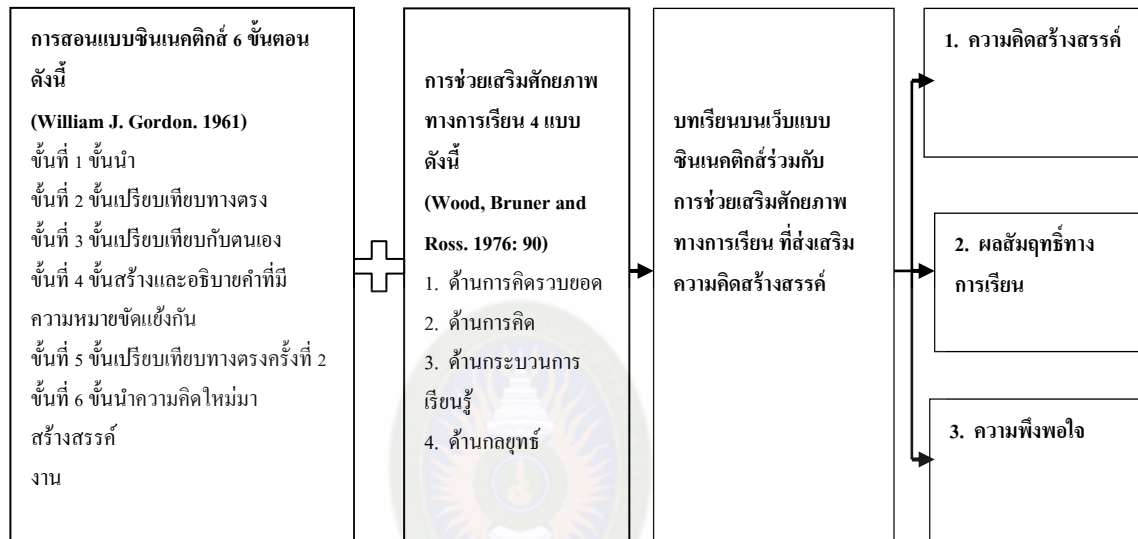 การสอนแบบซินเนคติกส์ 6 ขั้นตอน
ดังนี้
(William J. Gordon. 1961)
ขั้นที่ 1 ขั้นนำ
ขั้นที่ 2 ขั้นเปรียบเทียบทางตรง
ขั้นที่ 3 ขั้นเปรียบเทียบกับตนเอง
ขั้นที่ 4 ขั้นสร้างและอธิบายคำที่มี
ความหมายขัดแย้งกัน
ขั้นที่ 5 ขั้นเปรียบเทียบทางตรงครั้งที่ 2
ขั้นที่ 6 ขั้นนำความคิดใหม่มา
สร้างสรรค์
งาน
การช่วยเสริมศักยภาพ
ทางการเรียน 4 แบบ
ดังนี้
(Wood, Bruner and
Ross. 1976: 90)
1. ด้านการคิดรวบยอด
2. ด้านการคิด
3. ด้านกระบวนการ
เรียนรู้
4. ด้านกลยุทธ์
บทเรียนบนเว็บแบบ
ซินเนคติกส์ร่วมกับ
การช่วยเสริมศักยภาพ
ทางการเรียน ที่ส่งเสริม
ความคิดสร้างสรรค์
1. ความคิดสร้างสรรค์
2. ผลสัมฤทธิ์ทาง
การเรียน
3. ความพึงพอใจ